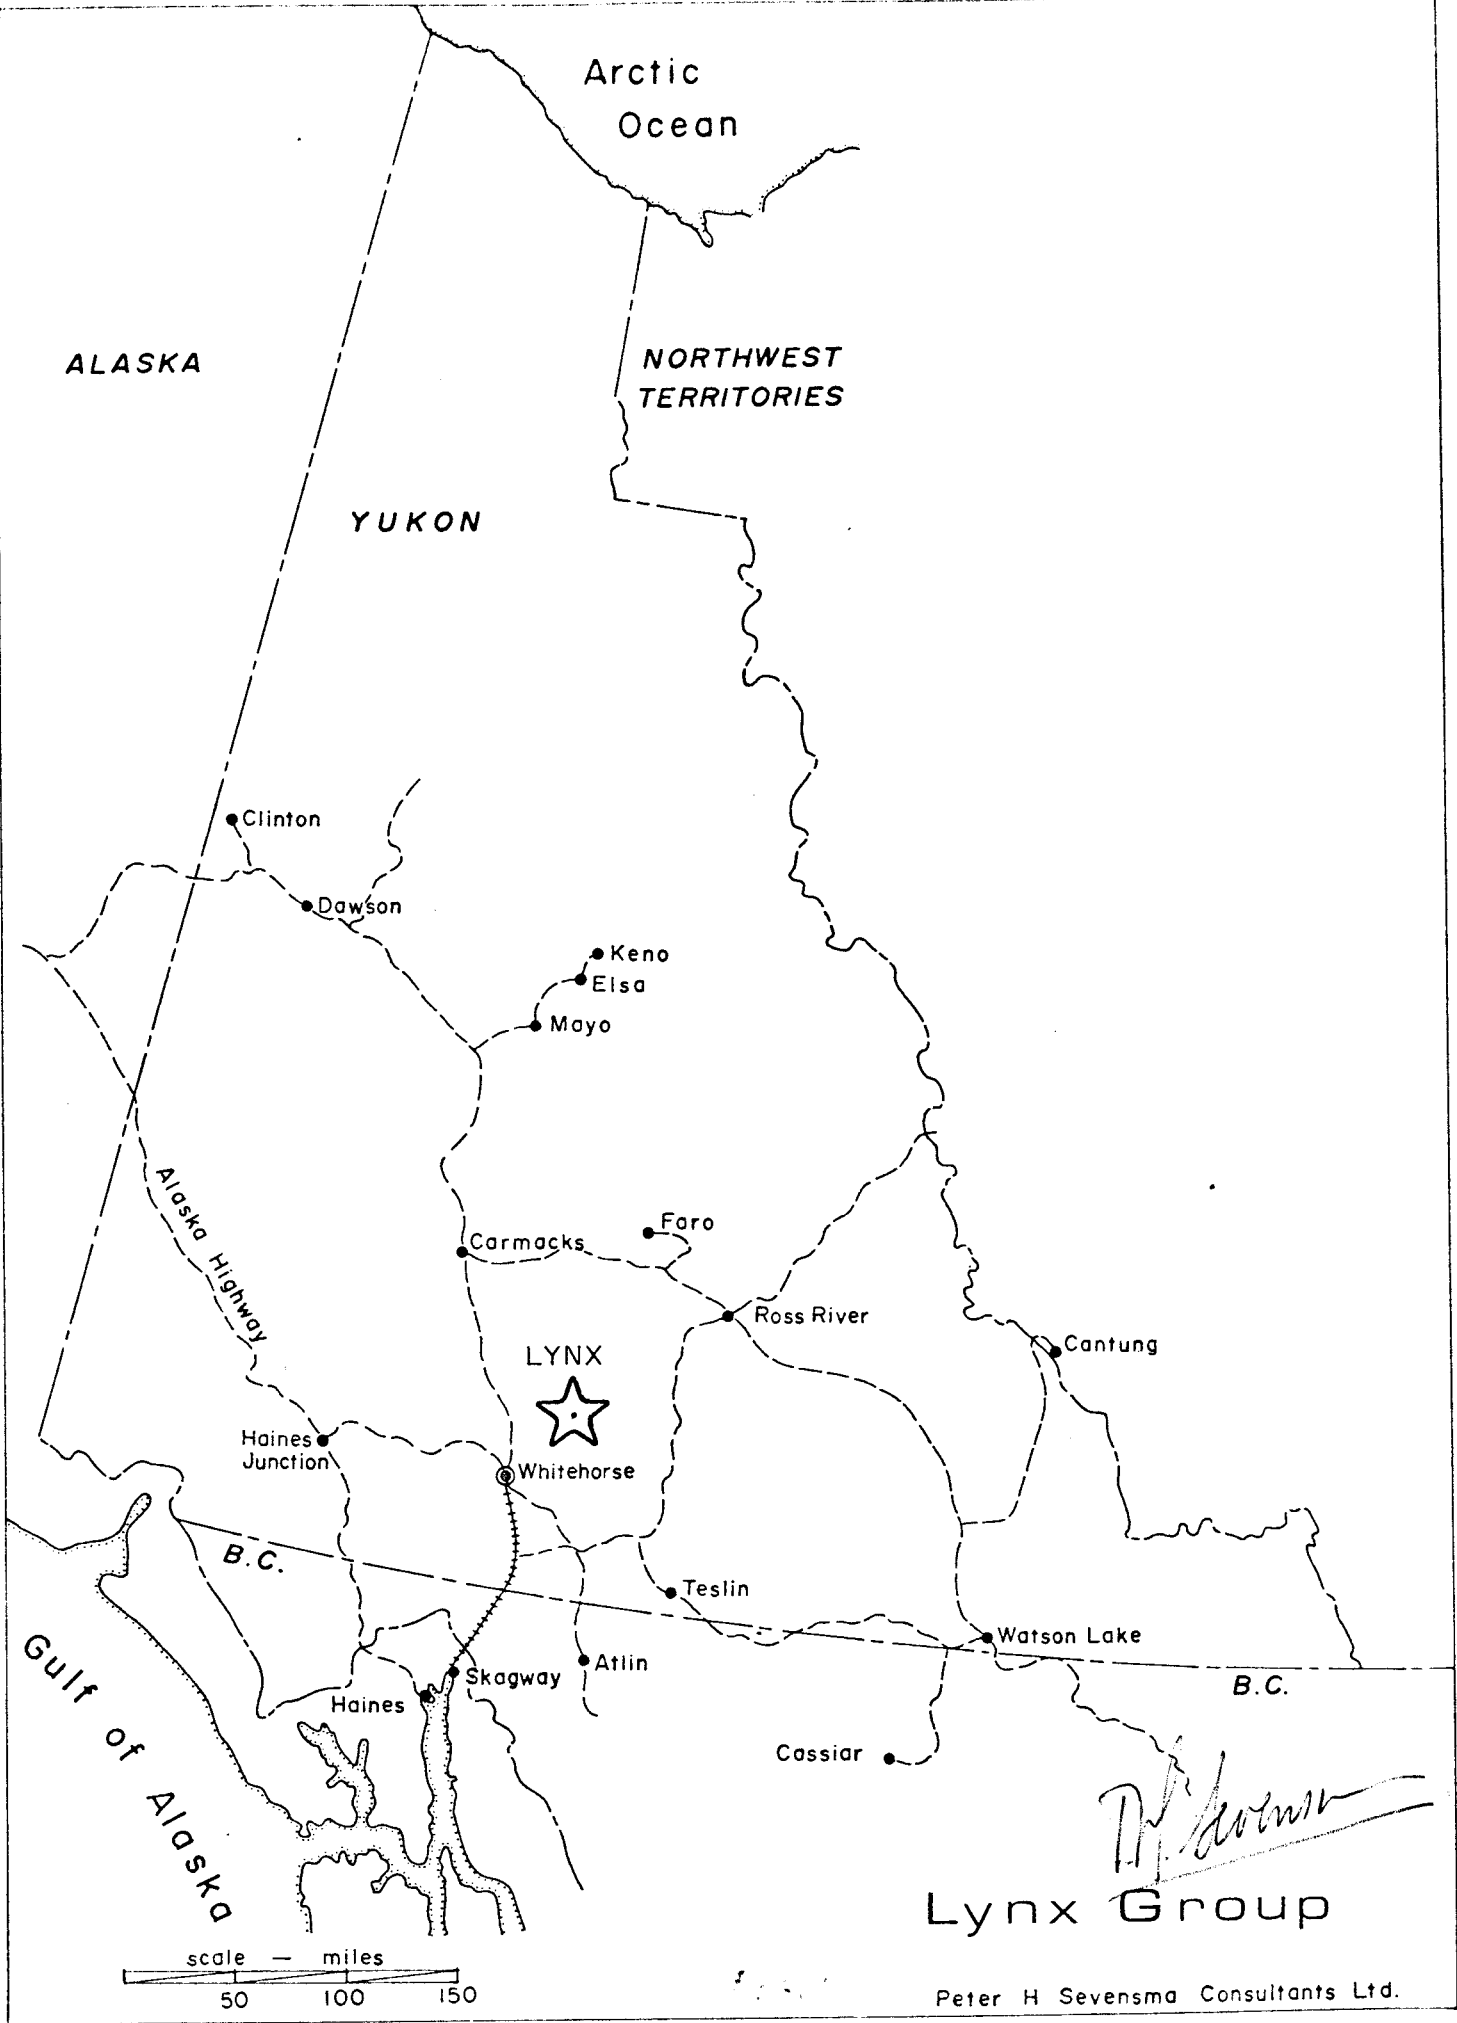 Arctic
Ocean
ALASKA
NORTHWEST
TERRITORIES
YUKON
Clinton
Dawson
Keno
Elsa
Mayo
Alaska Highway
Faro
Carmacks
Ross River
LYNX
Cantung
Haines
Junction
Whitehorse
B.C.
Teslin
Watson Lake
Atlin
Skagway
B.C.
Haines
Gulf of Alaska
Cassiar
Lynx Group
scale — miles
50 100 150
Peter H Sevensma Consultants Ltd.